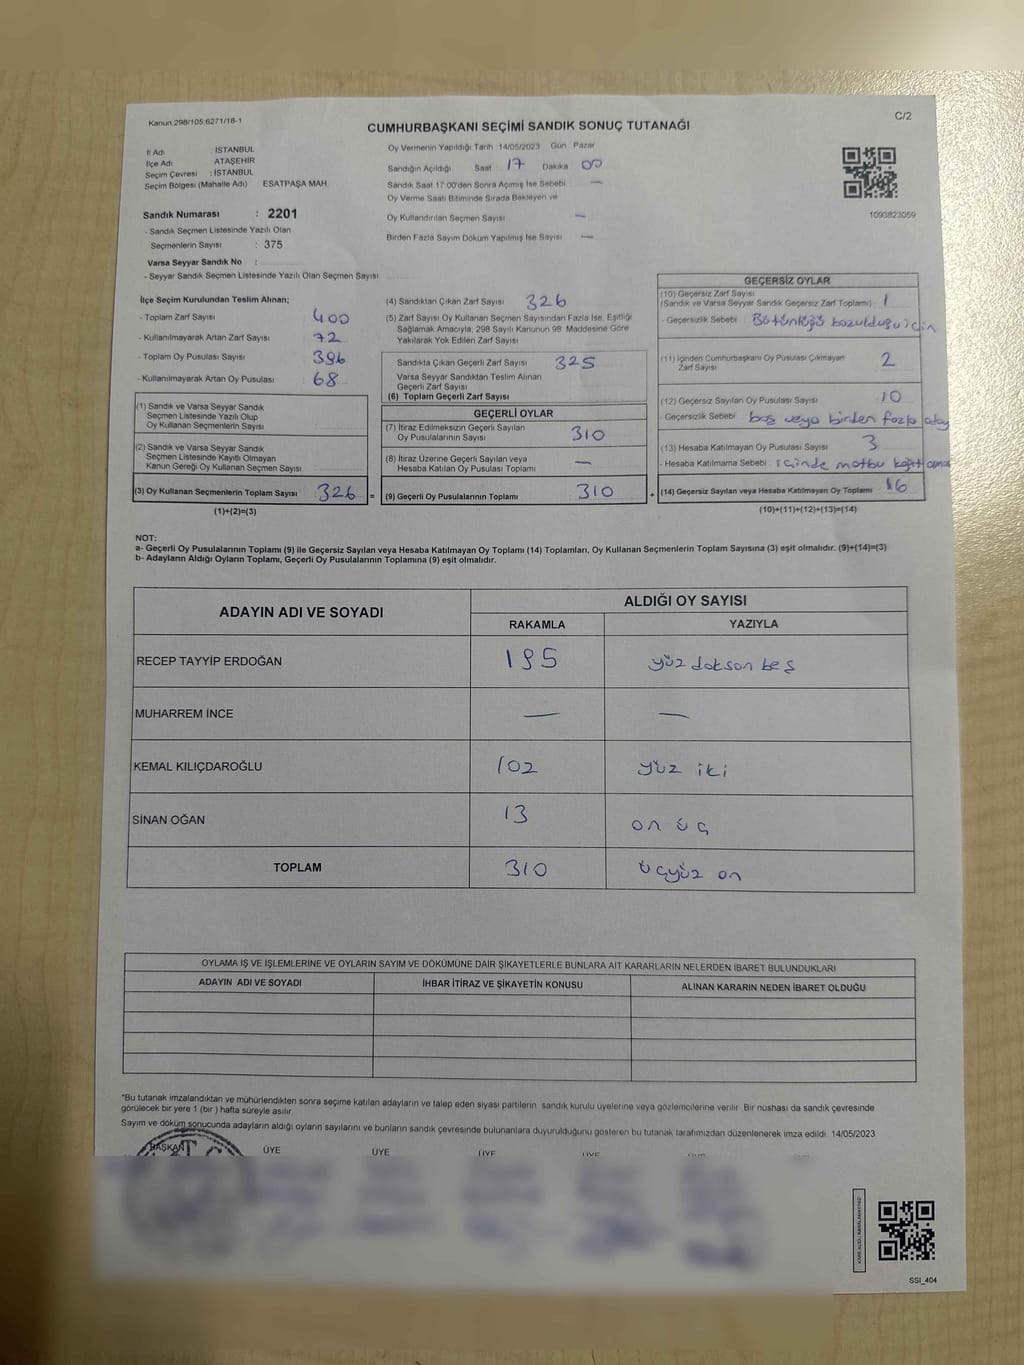 Kanun:298/105,6271/18-1
C/2
CUMHURBAŞKANI SEÇİMİ SANDIK SONUÇ TUTANAĞI
İl Adı : İSTANBUL
İlçe Adı : ATAŞEHİR
Seçim Çevresi : İSTANBUL
Seçim Bölgesi (Mahalle Adı) ESATPAŞA MAH
Sandık Numarası : 2201
- Sandık Seçmen Listesinde Yazılı Olan
Seçmenlerin Sayısı : 375
Varsa Seyyar Sandık No :
- Seyyar Sandık Seçmen Listesinde Yazılı Olan Seçmen Sayısı
Oy Vermenin Yapıldığı Tarih 14/05/2023 Gün Pazar
Sandığın Açıldığı Saat 17 Dakika 00
Sandık Saat 17:00'den Sonra Açımış İse Sebebi —
Oy Verme Saati Bitiminde Sırada Bekleyen ve
Oy Kullandırılan Seçmen Sayısı —
Birden Fazla Sayım Döküm Yapılmış İse Sayısı —
1093823059
İlçe Seçim Kurulundan Teslim Alınan;
- Toplam Zarf Sayısı 400
- Kullanılmayarak Artan Zarf Sayısı 72
- Toplam Oy Pusulası Sayısı 396
- Kullanılmayarak Artan Oy Pusulası 68
(1) Sandık ve Varsa Seyyar Sandık
Seçmen Listesinde Yazılı Olup
Oy Kullanan Seçmenlerin Sayısı
(2) Sandık ve Varsa Seyyar Sandık
Seçmen Listesinde Kayıtlı Olmayan
Kanun Gereği Oy Kullanan Seçmen Sayısı
(3) Oy Kullanan Seçmenlerin Toplam Sayısı 326 =
(1)+(2)=(3)
(4) Sandıktan Çıkan Zarf Sayısı 326
(5) Zarf Sayısı Oy Kullanan Seçmen Sayısından Fazla İse, Eşitliği
Sağlamak Amacıyla, 298 Sayılı Kanunun 98. Maddesine Göre
Yakılarak Yok Edilen Zarf Sayısı
Sandıkta Çıkan Geçerli Zarf Sayısı 325
Varsa Seyyar Sandıktan Teslim Alınan
Geçerli Zarf Sayısı
(6) Toplam Geçerli Zarf Sayısı
GEÇERLİ OYLAR
(7) İtiraz Edilmeksizin Geçerli Sayılan
Oy Pusulalarının Sayısı 310
(8) İtiraz Üzerine Geçerli Sayılan veya
Hesaba Katılan Oy Pusulası Toplamı —
(9) Geçerli Oy Pusulalarının Toplamı 310 +
GEÇERSİZ OYLAR
(10) Geçersiz Zarf Sayısı
(Sandık ve Varsa Seyyar Sandık Geçersiz Zarf Toplamı) 1
- Geçersizlik Sebebi Bütünlüğü bozulduğu için
(11) İçinden Cumhurbaşkanı Oy Pusulası Çıkmayan
Zarf Sayısı 2
(12) Geçersiz Sayılan Oy Pusulası Sayısı 10
Geçersizlik Sebebi boş veya birden fazla aday
(13) Hesaba Katılmayan Oy Pusulası Sayısı 3
- Hesaba Katılmama Sebebi içinde matbu kağıt
(14) Geçersiz Sayılan veya Hesaba Katılmayan Oy Toplamı 16
(10)+(11)+(12)+(13)=(14)
NOT:
a- Geçerli Oy Pusulalarının Toplamı (9) ile Geçersiz Sayılan veya Hesaba Katılmayan Oy Toplamı (14) Toplamları, Oy Kullanan Seçmenlerin Toplam Sayısına (3) eşit olmalıdır. (9)+(14)=(3)
b- Adayların Aldığı Oyların Toplamı, Geçerli Oy Pusulalarının Toplamına (9) eşit olmalıdır.
ADAYIN ADI VE SOYADI ALDIĞI OY SAYISI
RAKAMLA YAZIYLA
RECEP TAYYİP ERDOĞAN 195 yüz doksan beş
MUHARREM İNCE — —
KEMAL KILIÇDAROĞLU 102 yüz iki
SİNAN OĞAN 13 on üç
TOPLAM 310 üçyüz on
OYLAMA İŞ VE İŞLEMLERİNE VE OYLARIN SAYIM VE DÖKÜMÜNE DAİR ŞİKAYETLERLE BUNLARA AİT KARARLARIN NELERDEN İBARET BULUNDUKLARI
ADAYIN ADI VE SOYADI İHBAR İTİRAZ VE ŞİKAYETİN KONUSU ALINAN KARARIN NEDEN İBARET OLDUĞU
*Bu tutanak imzalandıktan ve mühürlendikten sonra seçime katılan adayların ve talep eden siyasi partilerin sandık kurulu üyelerine veya gözlemcilerine verilir. Bir nüshası da sandık çevresinde
görülecek bir yere 1 (bir ) hafta süreyle asılır.
Sayım ve döküm sonucunda adayların aldığı oyların sayılarını ve bunların sandık çevresinde bulunanlara duyurulduğunu gösteren bu tutanak tarafımızdan düzenlenerek imza edildi. 14/05/2023
BAŞKAN ÜYE ÜYE ÜYE ÜYE
SSI_404